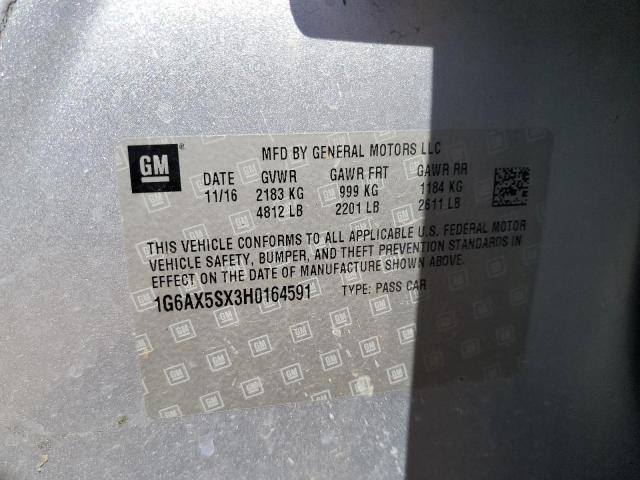 GM
®
MFD BY GENERAL MOTORS LLC
DATE GVWR GAWR FRT GAWR RR
11/16 2183 KG 999 KG 1184 KG
4812 LB 2201 LB 2611 LB
THIS VEHICLE CONFORMS TO ALL APPLICABLE U.S. FEDERAL MOTOR
VEHICLE SAFETY, BUMPER, AND THEFT PREVENTION STANDARDS IN
EFFECT ON THE DATE OF MANUFACTURE SHOWN ABOVE.
1G6AX5SX3H0164591 TYPE: PASS CAR